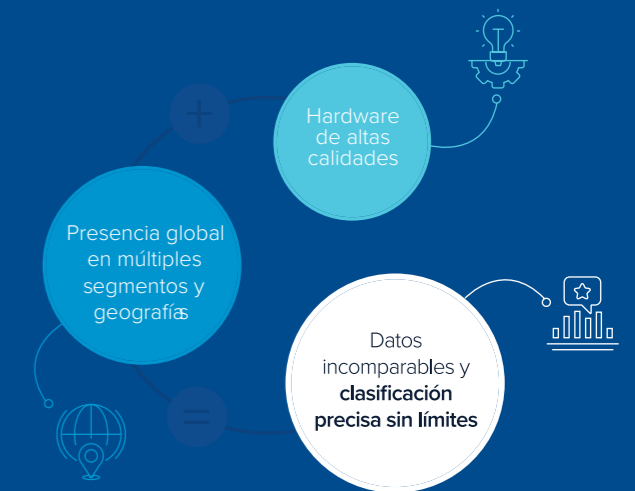 +
Hardware
de altas
calidades
Presencia global
en múltiples
segmentos y
geografías
=
Datos
incomparables y
clasificación
precisa sin límites